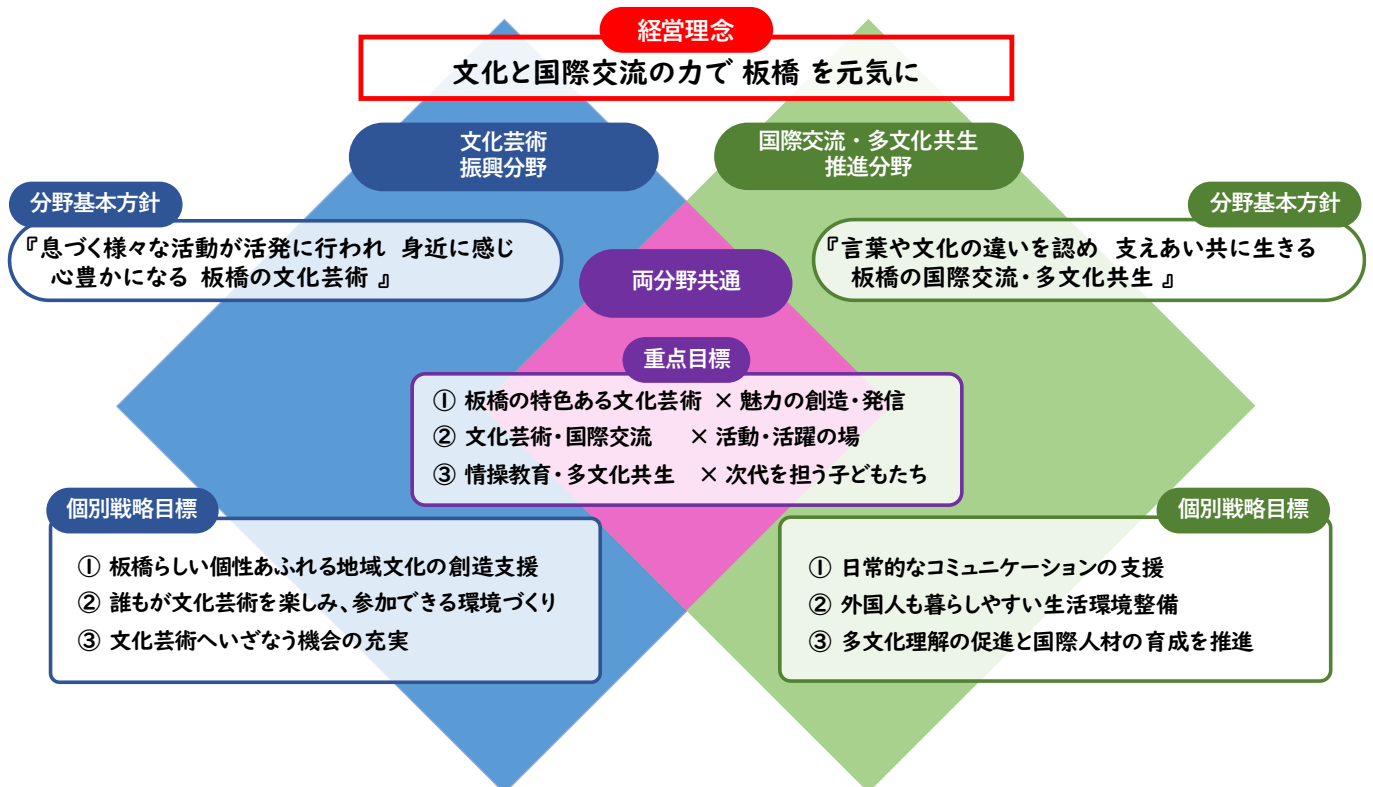 経営理念
文化と国際交流の力で 板橋 を元気に
文化芸術
振興分野
国際交流・多文化共生
推進分野
分野基本方針
『息づく様々な活動が活発に行われ 身近に感じ
心豊かになる 板橋の文化芸術 』
分野基本方針
『言葉や文化の違いを認め 支えあい共に生きる
板橋の国際交流・多文化共生 』
両分野共通
重点目標
① 板橋の特色ある文化芸術 × 魅力の創造・発信
② 文化芸術・国際交流 × 活動・活躍の場
③ 情操教育・多文化共生 × 次代を担う子どもたち
個別戦略目標
① 板橋らしい個性あふれる地域文化の創造支援
② 誰もが文化芸術を楽しみ、参加できる環境づくり
③ 文化芸術へいざなう機会の充実
個別戦略目標
① 日常的なコミュニケーションの支援
② 外国人も暮らしやすい生活環境整備
③ 多文化理解の促進と国際人材の育成を推進